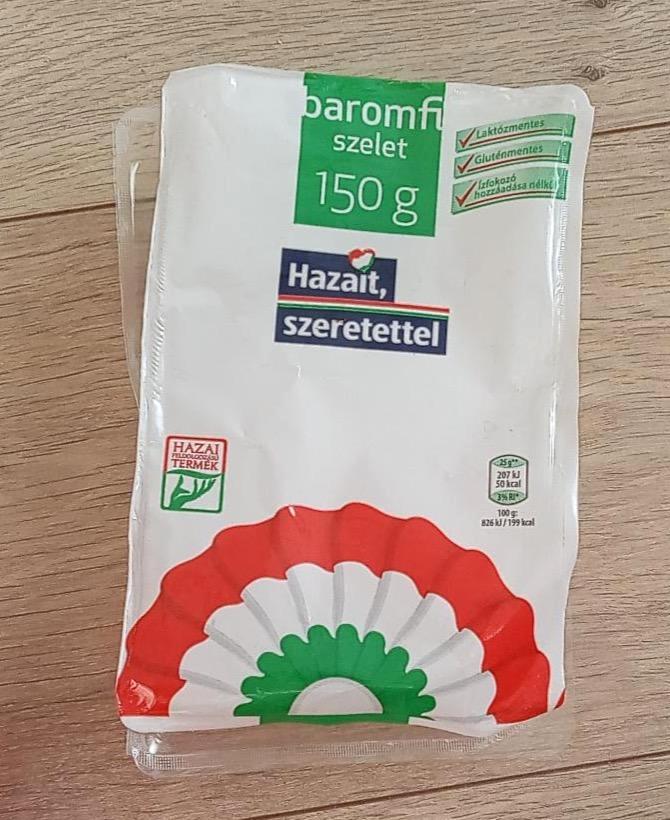 baromfi
szelet
150 g
Laktózmentes
Gluténmentes
Ízfokozó
hozzáadása nélkül
Hazait,
szeretettel
HAZAI
FELDOLGOZÁSÚ
TERMÉK
25 g**
207 kJ
50 kcal
3% RI*
100 g:
826 kJ / 199 kcal